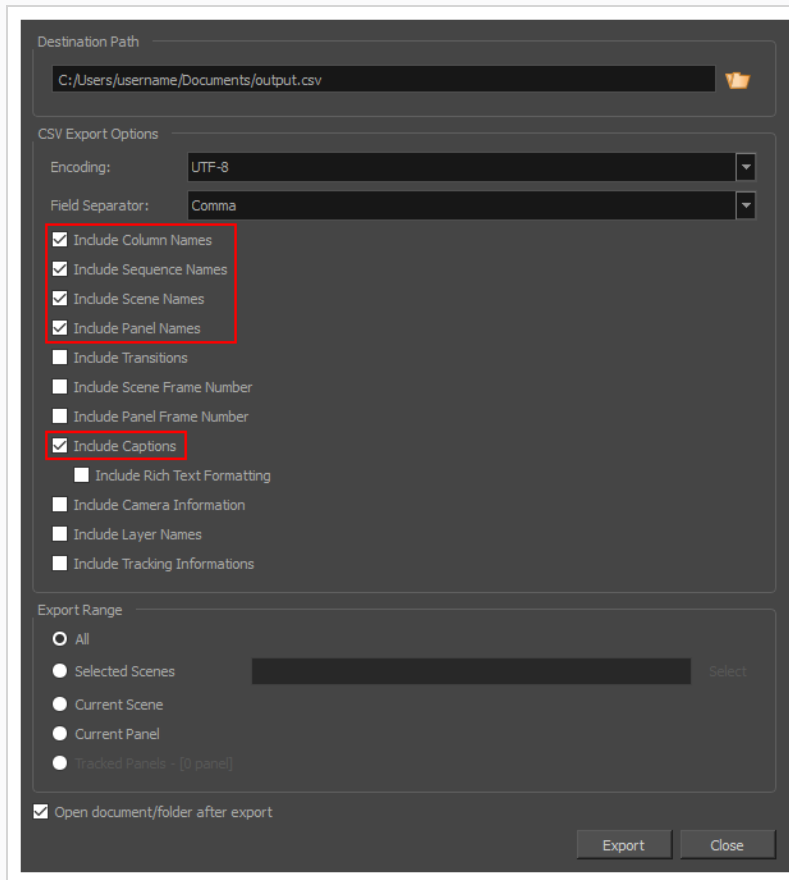 Destination Path
C:/Users/username/Documents/output.csv
CSV Export Options
Encoding: UTF-8
Field Separator: Comma
Include Column Names
Include Sequence Names
Include Scene Names
Include Panel Names
Include Transitions
Include Scene Frame Number
Include Panel Frame Number
Include Captions
Include Rich Text Formatting
Include Camera Information
Include Layer Names
Include Tracking Informations
Export Range
All
Selected Scenes Select
Current Scene
Current Panel
Tracked Panels - [0 panel]
Open document/folder after export
Export Close